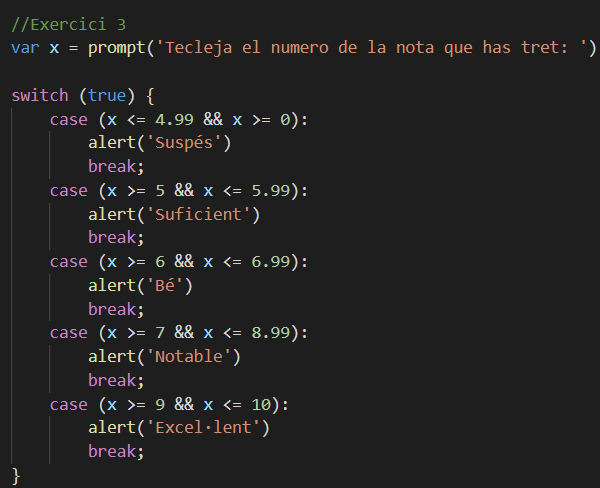 //Exercici 3
var x = prompt('Tecleja el numero de la nota que has tret: ')
switch (true) {
case (x <= 4.99 && x >= 0):
alert('Suspés')
break;
case (x >= 5 && x <= 5.99):
alert('Suficient')
break;
case (x >= 6 && x <= 6.99):
alert('Bé')
break;
case (x >= 7 && x <= 8.99):
alert('Notable')
break;
case (x >= 9 && x <= 10):
alert('Excel·lent')
break;
}